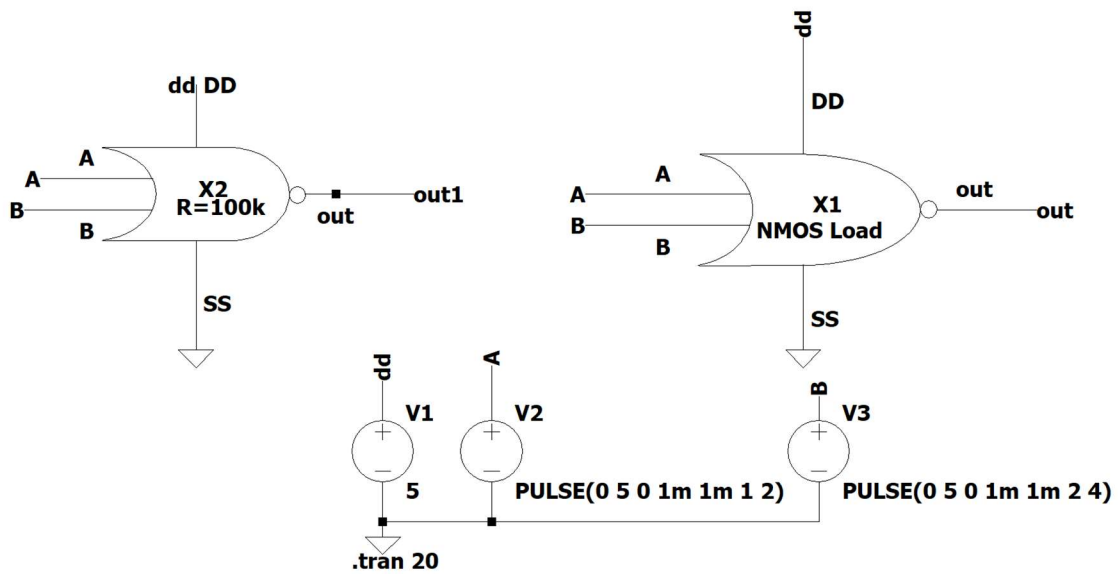 dd DD
A
A
X2
R=100k
B
B
out
out1
SS
dd
DD
A
A
X1
NMOS Load
B
B
out
out
SS
dd
V1
5
A
V2
PULSE(0 5 0 1m 1m 1 2)
B
V3
PULSE(0 5 0 1m 1m 2 4)
.tran 20